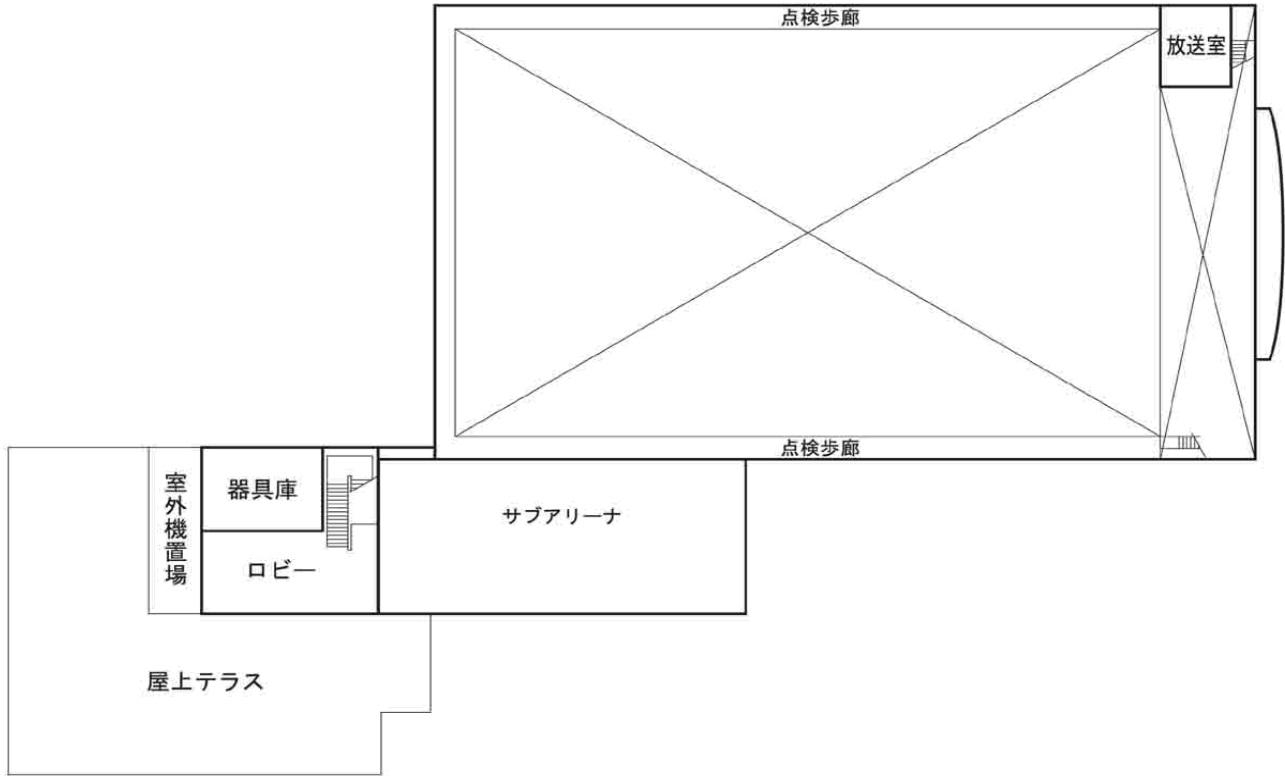 点検歩廊
放送室
点検歩廊
室外機置場
器具庫
サブアリーナ
ロビー
屋上テラス